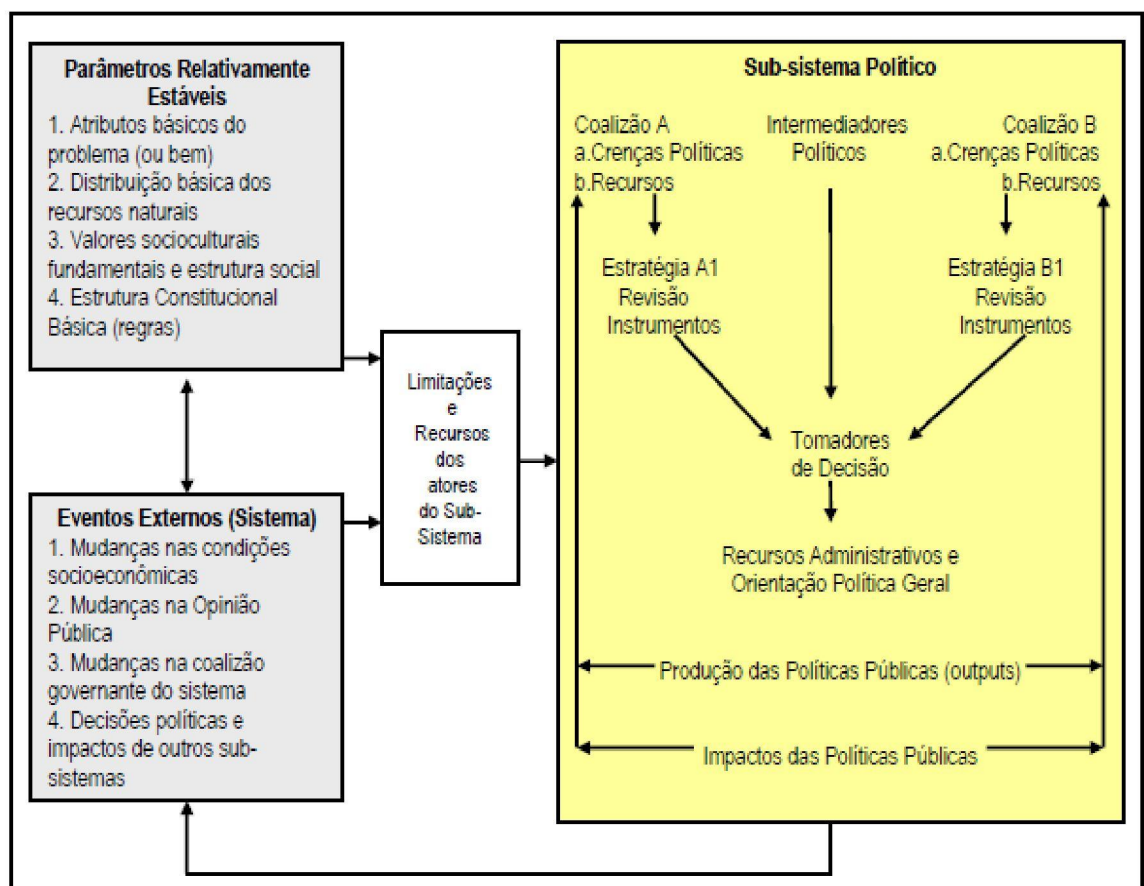 Parâmetros Relativamente
Estáveis
1. Atributos básicos do
problema (ou bem)
2. Distribuição básica dos
recursos naturais
3. Valores socioculturais
fundamentais e estrutura social
4. Estrutura Constitucional
Básica (regras)
Eventos Externos (Sistema)
1. Mudanças nas condições
socioeconômicas
2. Mudanças na Opinião
Pública
3. Mudanças na coalizão
governante do sistema
4. Decisões políticas e
impactos de outros sub-
sistemas
Limitações
e
Recursos
dos
atores
do Sub-
Sistema
Sub-sistema Político
Coalizão A
a.Crenças Políticas
b.Recursos
Intermediadores
Políticos
Coalizão B
a.Crenças Políticas
b.Recursos
Estratégia A1
Revisão
Instrumentos
Estratégia B1
Revisão
Instrumentos
Tomadores
de Decisão
Recursos Administrativos e
Orientação Política Geral
Produção das Políticas Públicas (outputs)
Impactos das Políticas Públicas